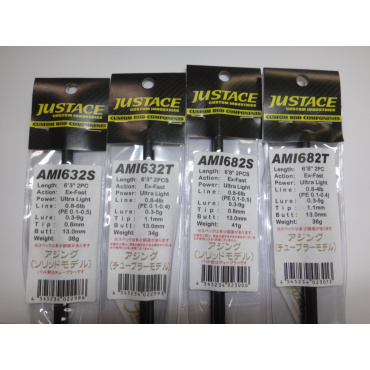 JUSTACE
CUSTOM INDUSTRIES
CUSTOM ROD COMPONENTS
AMI632S
Length: 6'3" 2PC
Action: Ex-Fast
Power: Ultra Light
Line: 0.8-6lb
(PE 0.1-0.5)
Lure: 0.3-9g
Tip: 0.8mm
Butt: 13.0mm
Weight: 38g
アジング
(ソリッドモデル)
JUSTACE
CUSTOM INDUSTRIES
CUSTOM ROD COMPONENTS
AMI632T
Length: 6'3" 2PCS
Action: Ex-Fast
Power: Ultra Light
Line: 0.8-4lb
(PE 0.1-0.4)
Lure: 0.3-5g
Tip: 1.1mm
Butt: 13.0mm
Weight: 34g
アジング
(チューブラーモデル)
JUSTACE
CUSTOM INDUSTRIES
CUSTOM ROD COMPONENTS
AMI682S
Length: 6'8" 2PCS
Action: Ex-Fast
Power: Ultra Light
Line: 0.8-6lb
(PE 0.1-0.5)
Lure: 0.3-9g
Tip: 0.8mm
Butt: 13.0mm
Weight: 41g
アジング
(ソリッドモデル)
JUSTACE
CUSTOM INDUSTRIES
CUSTOM ROD COMPONENTS
AMI682T
Length: 6'8" 2PC
Action: Ex-Fast
Power: Ultra Light
Line: 0.8-4lb
(PE 0.1-0.4)
Lure: 0.3-5g
Tip: 1.1mm
Butt: 13.0mm
Weight: 36g
アジング
(チューブラーモデル)